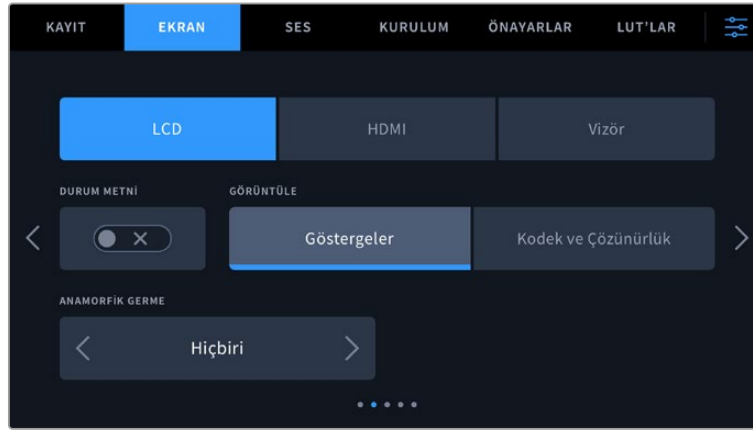 KAYIT EKRAN SES KURULUM ÖNAYARLAR LUT'LAR
LCD HDMI Vizör
DURUM METNİ GÖRÜNTÜLE
Göstergeler Kodek ve Çözünürlük
ANAMORFİK GERME
Hiçbiri